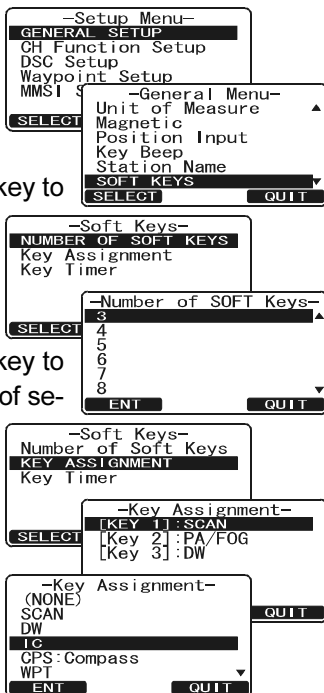 -Setup Menu-
GENERAL SETUP
CH Function Setup
DSC Setup
Waypoint Setup
MMSI S
SELECT
-General Menu-
Unit of Measure
Magnetic
Position Input
Key Beep
Station Name
SOFT KEYS
SELECT QUIT
key to
-Soft Keys-
NUMBER OF SOFT KEYS
Key Assignment
Key Timer
SELECT
-Number of SOFT Keys-
3
4
5
6
7
8
ENT QUIT
key to
of se-
-Soft Keys-
Number of Soft Keys
KEY ASSIGNMENT
Key Timer
SELECT
-Key Assignment-
[KEY 1]:SCAN
[Key 2]:PA/FOG
[Key 3]:DW
QUIT
-Key Assignment-
(NONE)
SCAN
DW
IC
CPS:Compass
WPT
ENT QUIT